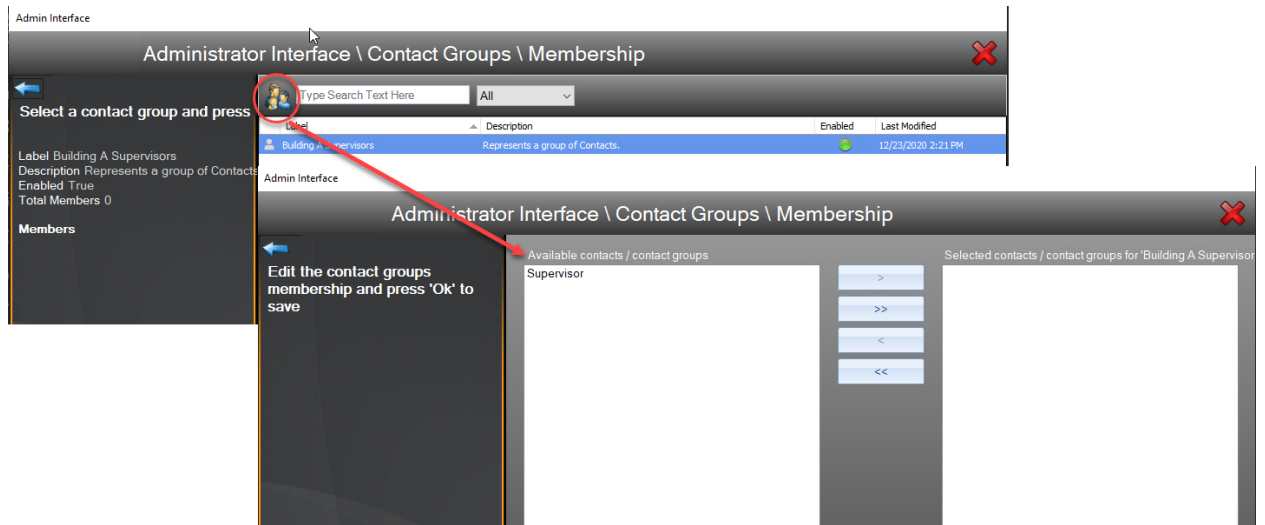 Admin Interface
Administrator Interface \ Contact Groups \ Membership
Select a contact group and press
Type Search Text Here
All
Label
Description
Enabled
Last Modified
Building A Supervisors
Represents a group of Contacts.
12/23/2020 2:21 PM
Label Building A Supervisors
Description Represents a group of Contacts
Enabled True
Total Members 0
Members
Admin Interface
Administrator Interface \ Contact Groups \ Membership
Edit the contact groups
membership and press 'Ok' to
save
Available contacts / contact groups
Supervisor
>
>>
<
<<
Selected contacts / contact groups for 'Building A Supervisor